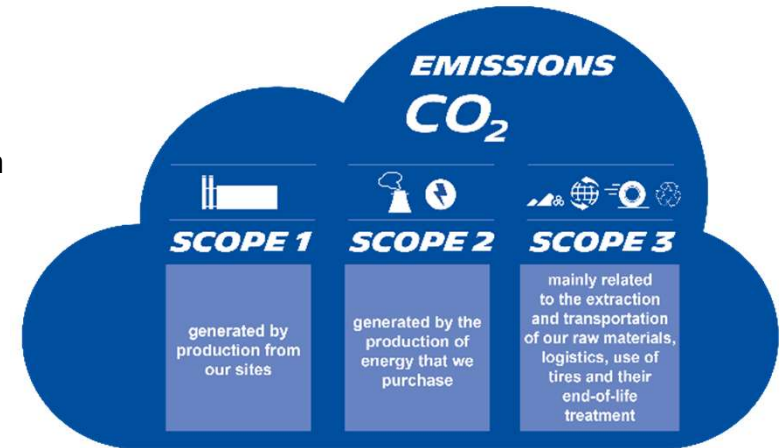 EMISSIONS
CO₂
SCOPE 1
SCOPE 2
SCOPE 3
generated by
production from
our sites
generated by the
production of
energy that we
purchase
mainly related
to the extraction
and transportation
of our raw materials,
logistics, use of
tires and their
end-of-life
treatment